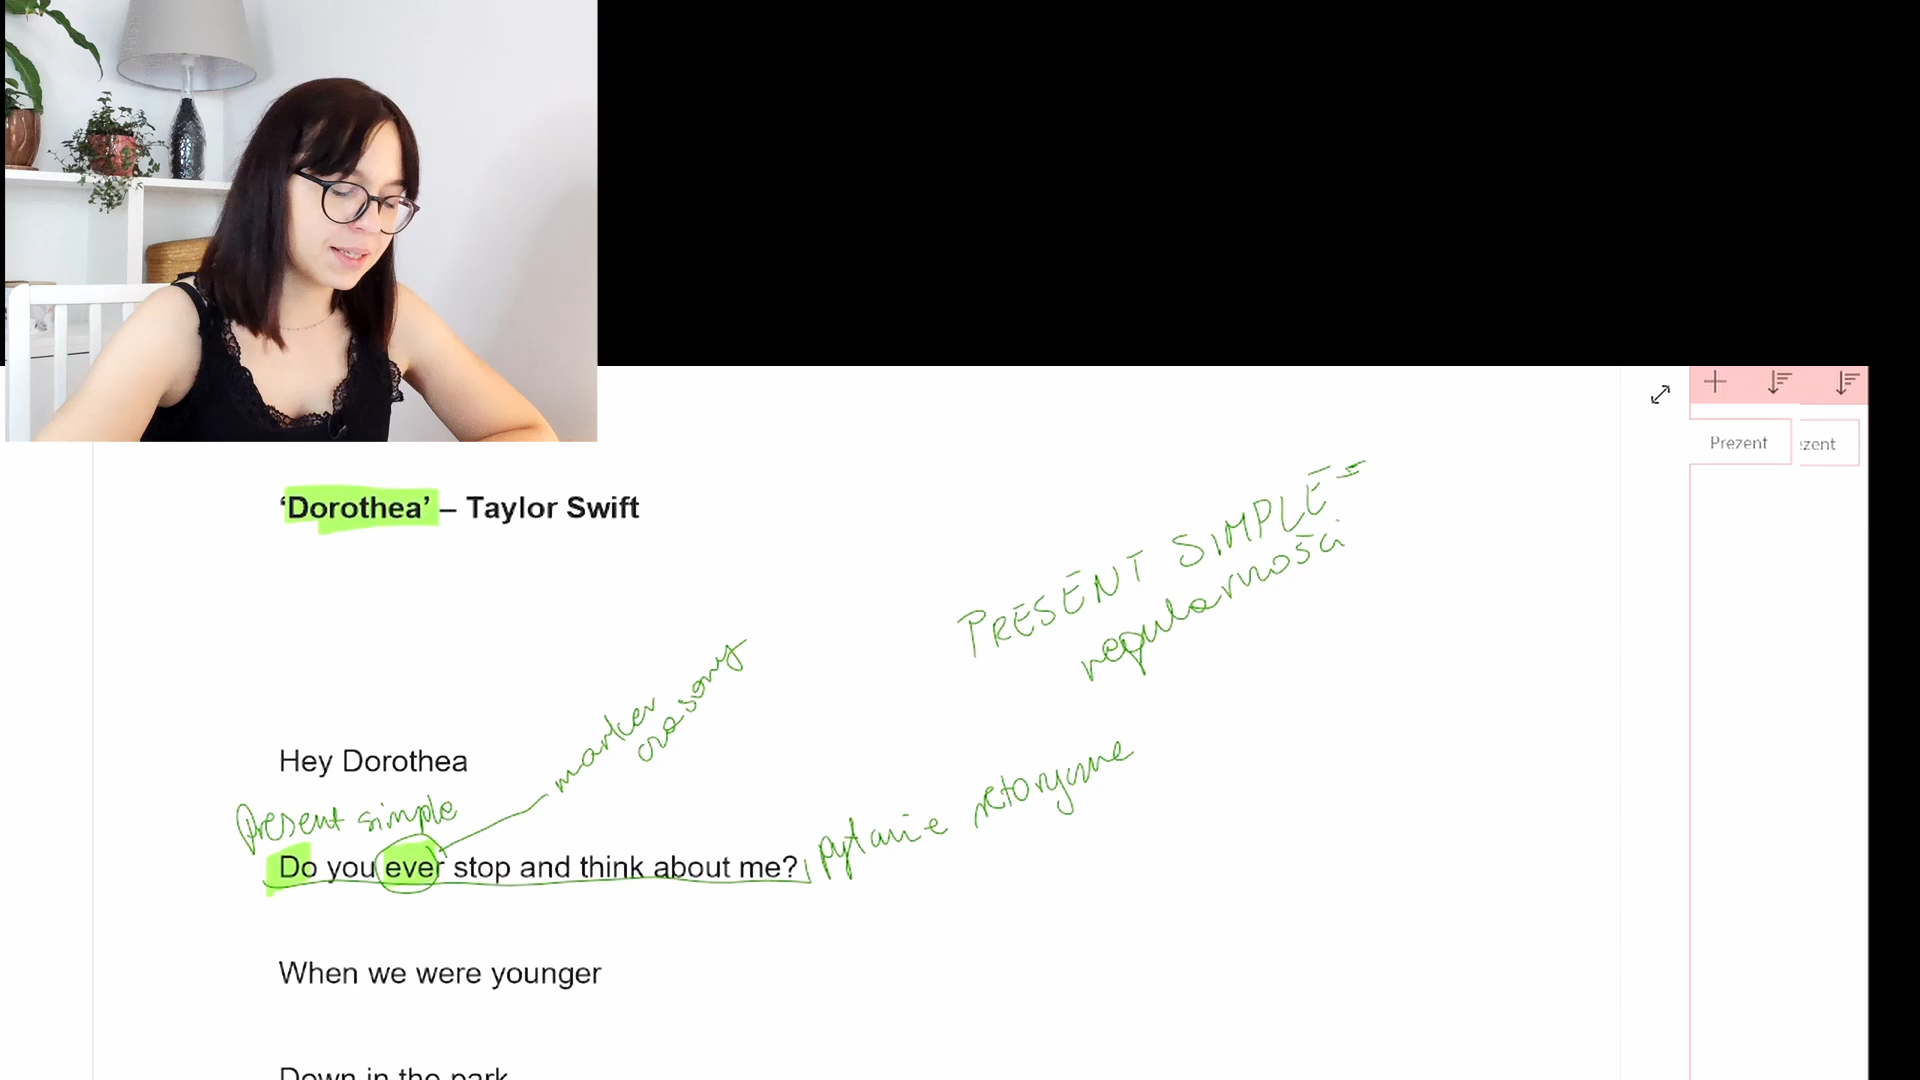 Prezent
zent
‘Dorothea’ – Taylor Swift
PRESENT SIMPLE =
regularności
marker
czasowy
Hey Dorothea
Present simple
Do you ever stop and think about me?
pytanie retoryczne
When we were younger
Down in the park